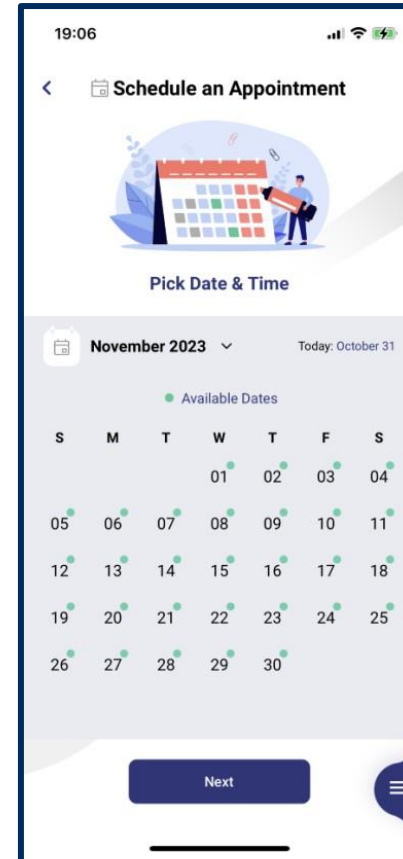 19:06
Schedule an Appointment
Pick Date & Time
November 2023 Today: October 31
Available Dates
S M T W T F S
01 02 03 04
05 06 07 08 09 10 11
12 13 14 15 16 17 18
19 20 21 22 23 24 25
26 27 28 29 30
Next